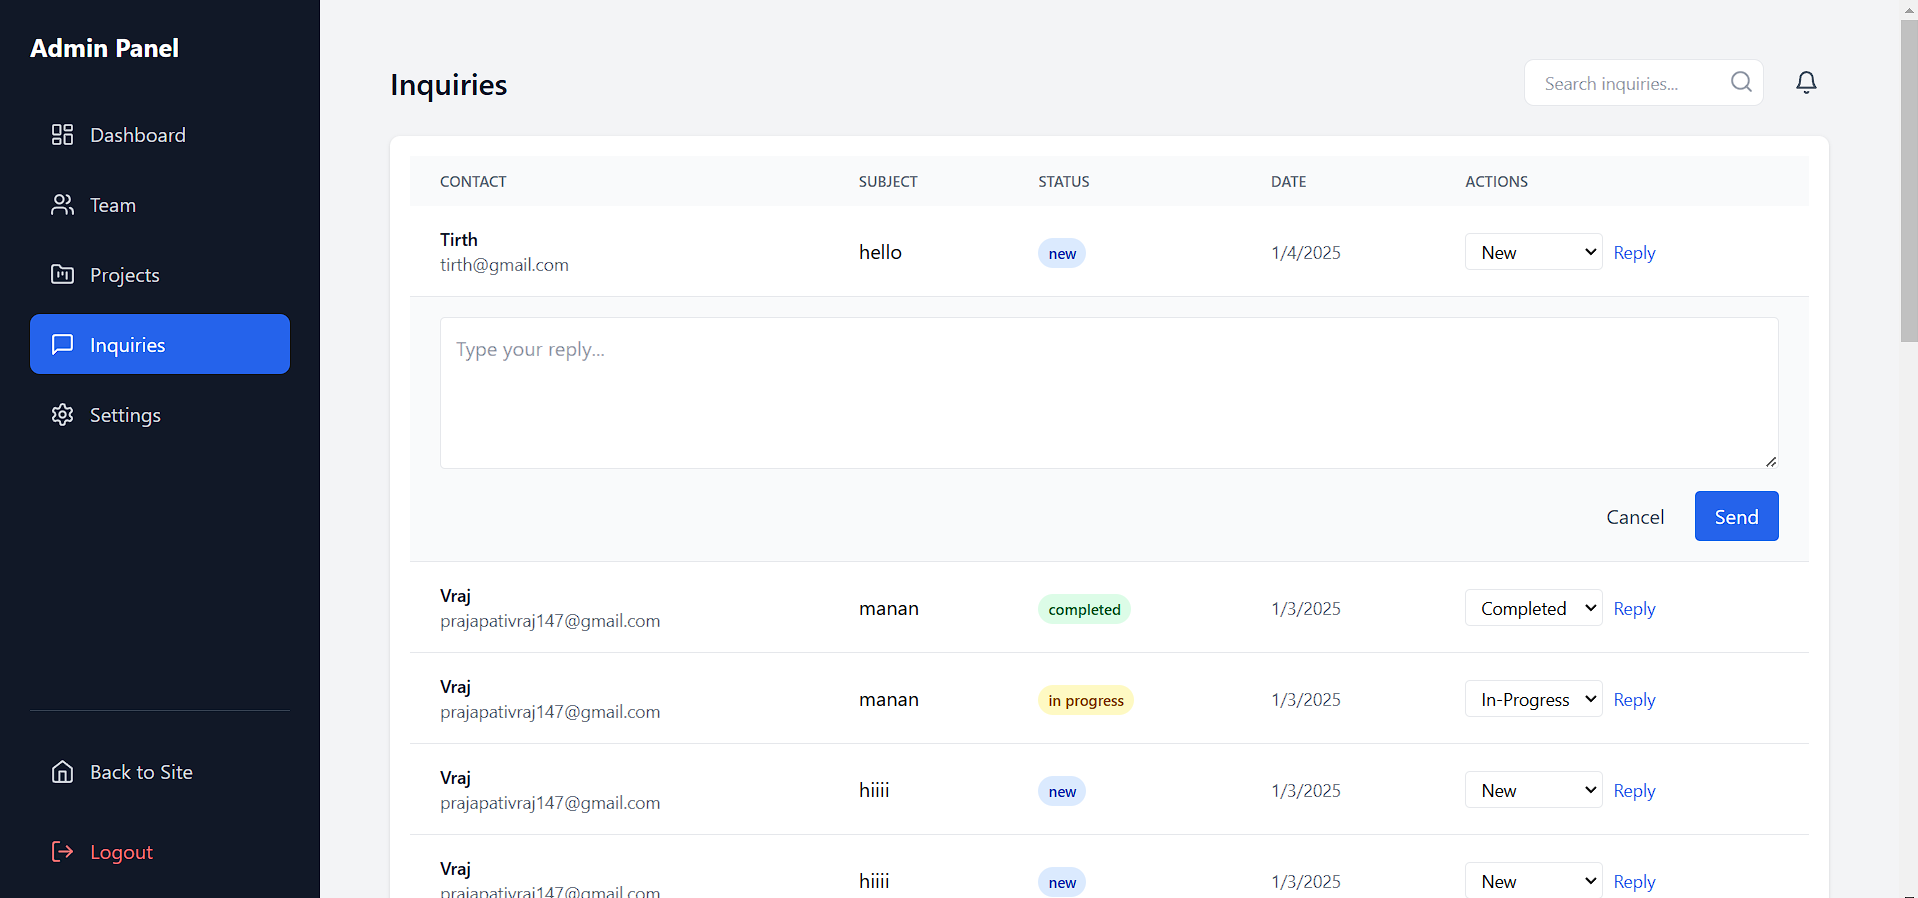 Admin Panel
Dashboard
Team
Projects
Inquiries
Settings
Back to Site
Logout
Inquiries
Search inquiries...
CONTACT SUBJECT STATUS DATE ACTIONS
Tirth
tirth@gmail.com
hello new 1/4/2025 New Reply
Type your reply...
Cancel Send
Vraj
prajapativraj147@gmail.com
manan completed 1/3/2025 Completed Reply
Vraj
prajapativraj147@gmail.com
manan in progress 1/3/2025 In-Progress Reply
Vraj
prajapativraj147@gmail.com
hiiii new 1/3/2025 New Reply
Vraj
prajapativraj147@gmail.com
hiiii new 1/3/2025 New Reply